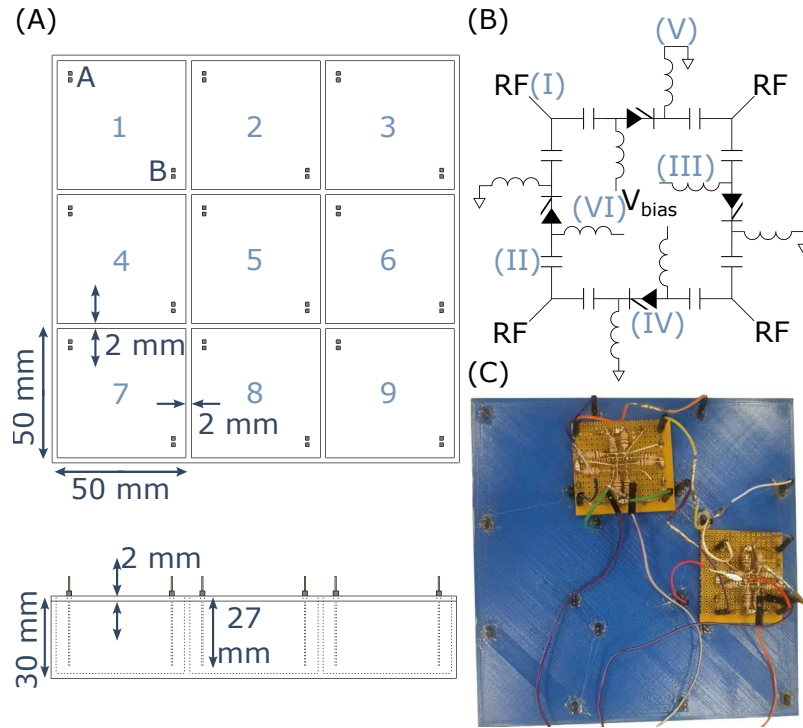 (A)
A
1
2
3
B
4
5
6
2 mm
7
8
9
2 mm
50 mm
50 mm
2 mm
27
mm
30 mm
(B)
(V)
RF(I)
RF
(III)
(VI)
V_bias
(II)
(IV)
RF
RF
(C)